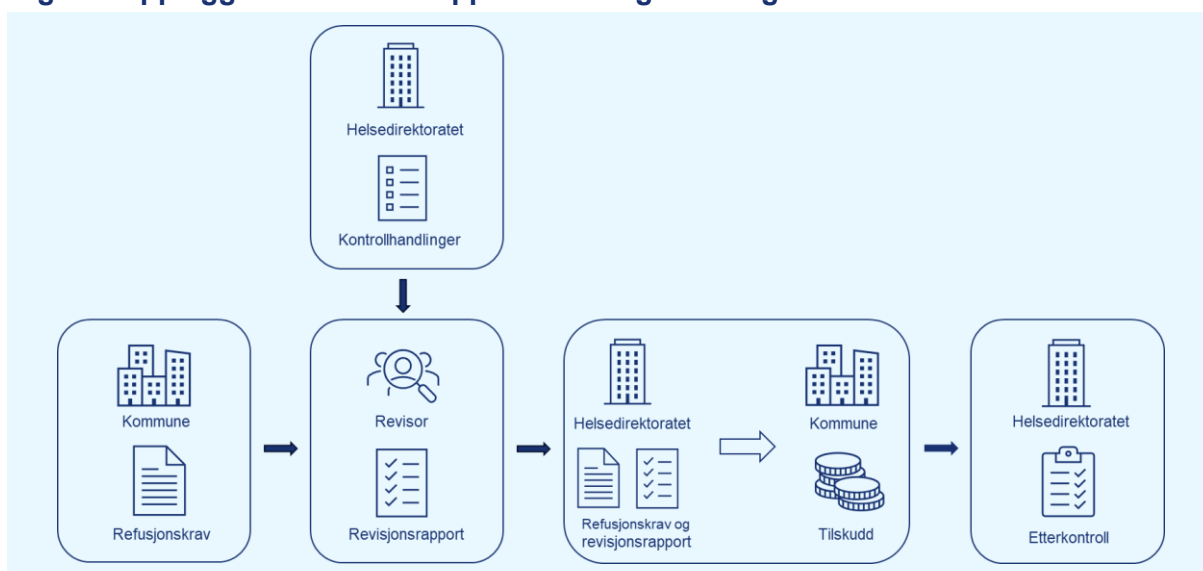 Helsedirektoratet
Kontrollhandlinger
Kommune
Refusjonskrav
Revisor
Revisjonsrapport
Helsedirektoratet
Refusjonskrav og
revisjonsrapport
Kommune
Tilskudd
Helsedirektoratet
Etterkontroll